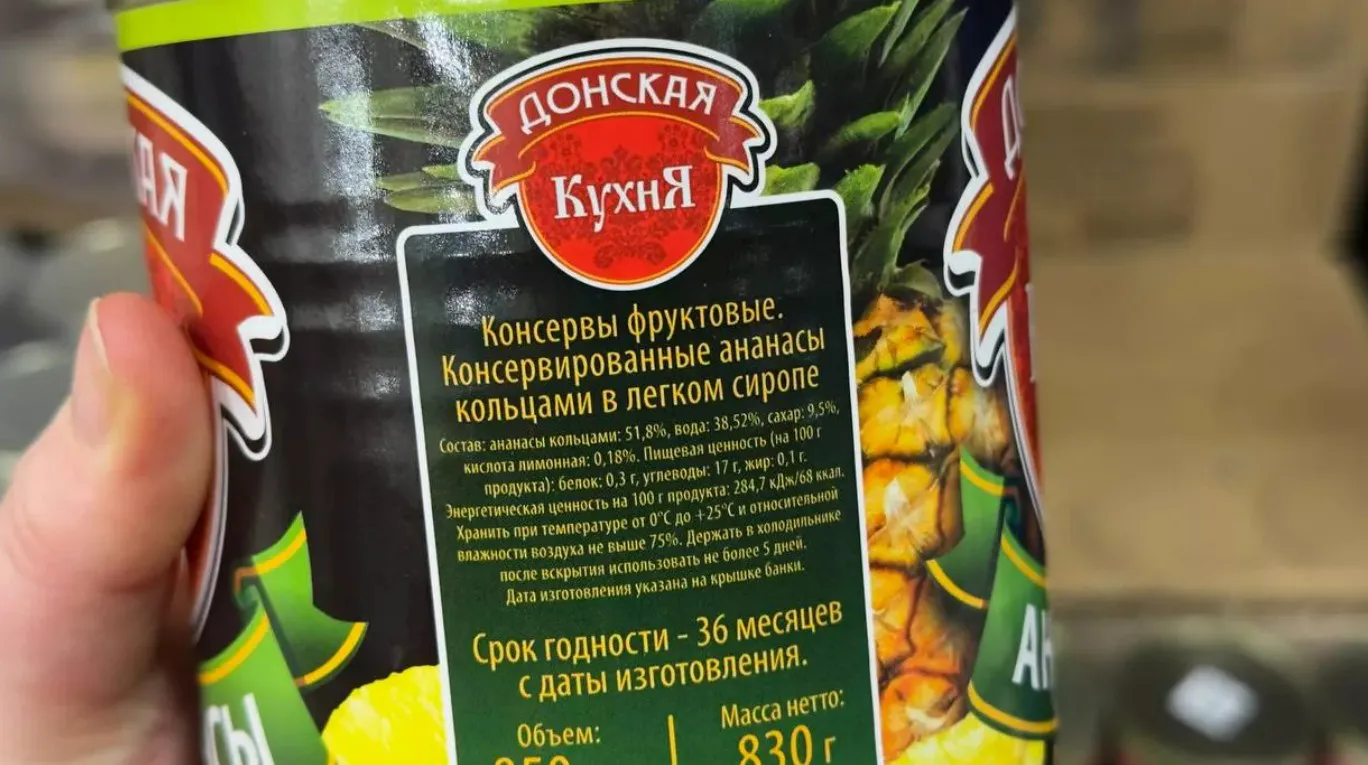 ДОНСКАЯ
КУХНЯ
Консервы фруктовые.
Консервированные ананасы
кольцами в легком сиропе
Состав: ананасы кольцами: 51,8%, вода: 38,52%, сахар: 9,5%,
кислота лимонная: 0,18%. Пищевая ценность (на 100 г
продукта): белок: 0,3 г, углеводы: 17 г, жир: 0,1 г.
Энергетическая ценность на 100 г продукта: 284,7 кДж/68 ккал.
Хранить при температуре от 0°С до +25°С и относительной
влажности воздуха не выше 75%. Держать в холодильнике
после вскрытия использовать не более 5 дней.
Дата изготовления указана на крышке банки.
Срок годности - 36 месяцев
с даты изготовления.
Объем:
Масса нетто:
830 г